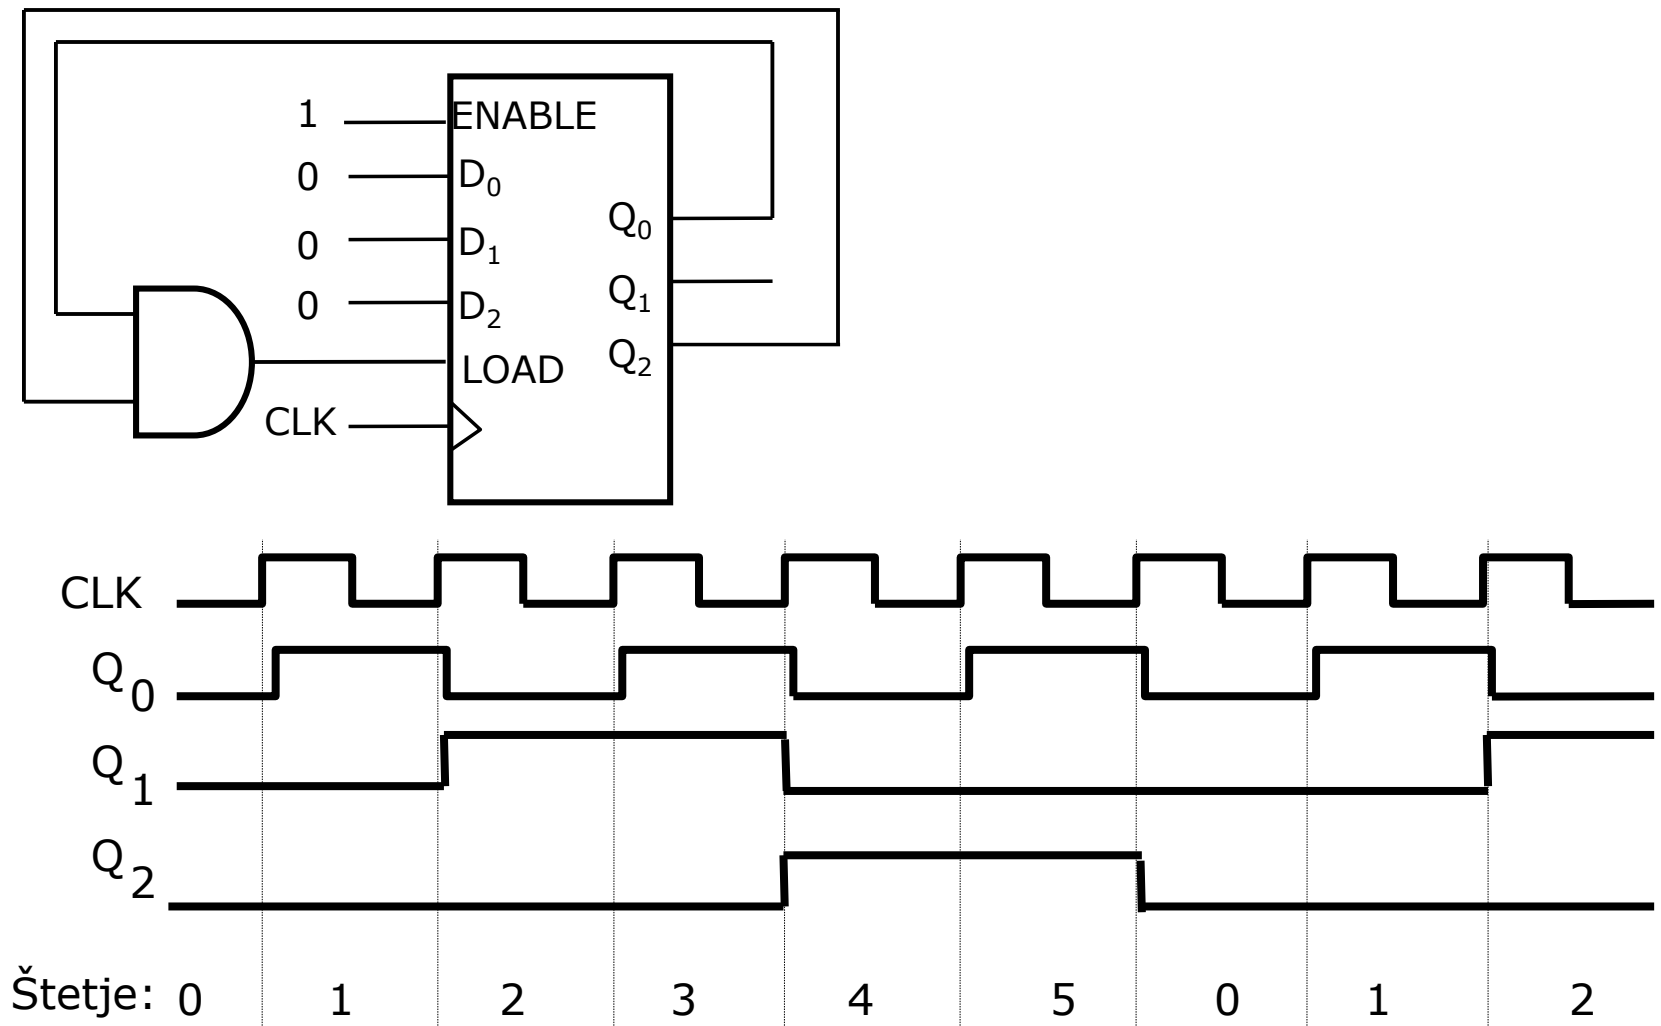 1 ENABLE
0 D0
0 D1
0 D2
Q0
Q1
Q2
LOAD
CLK
CLK
Q0
Q1
Q2
Štetje: 0 1 2 3 4 5 0 1 2